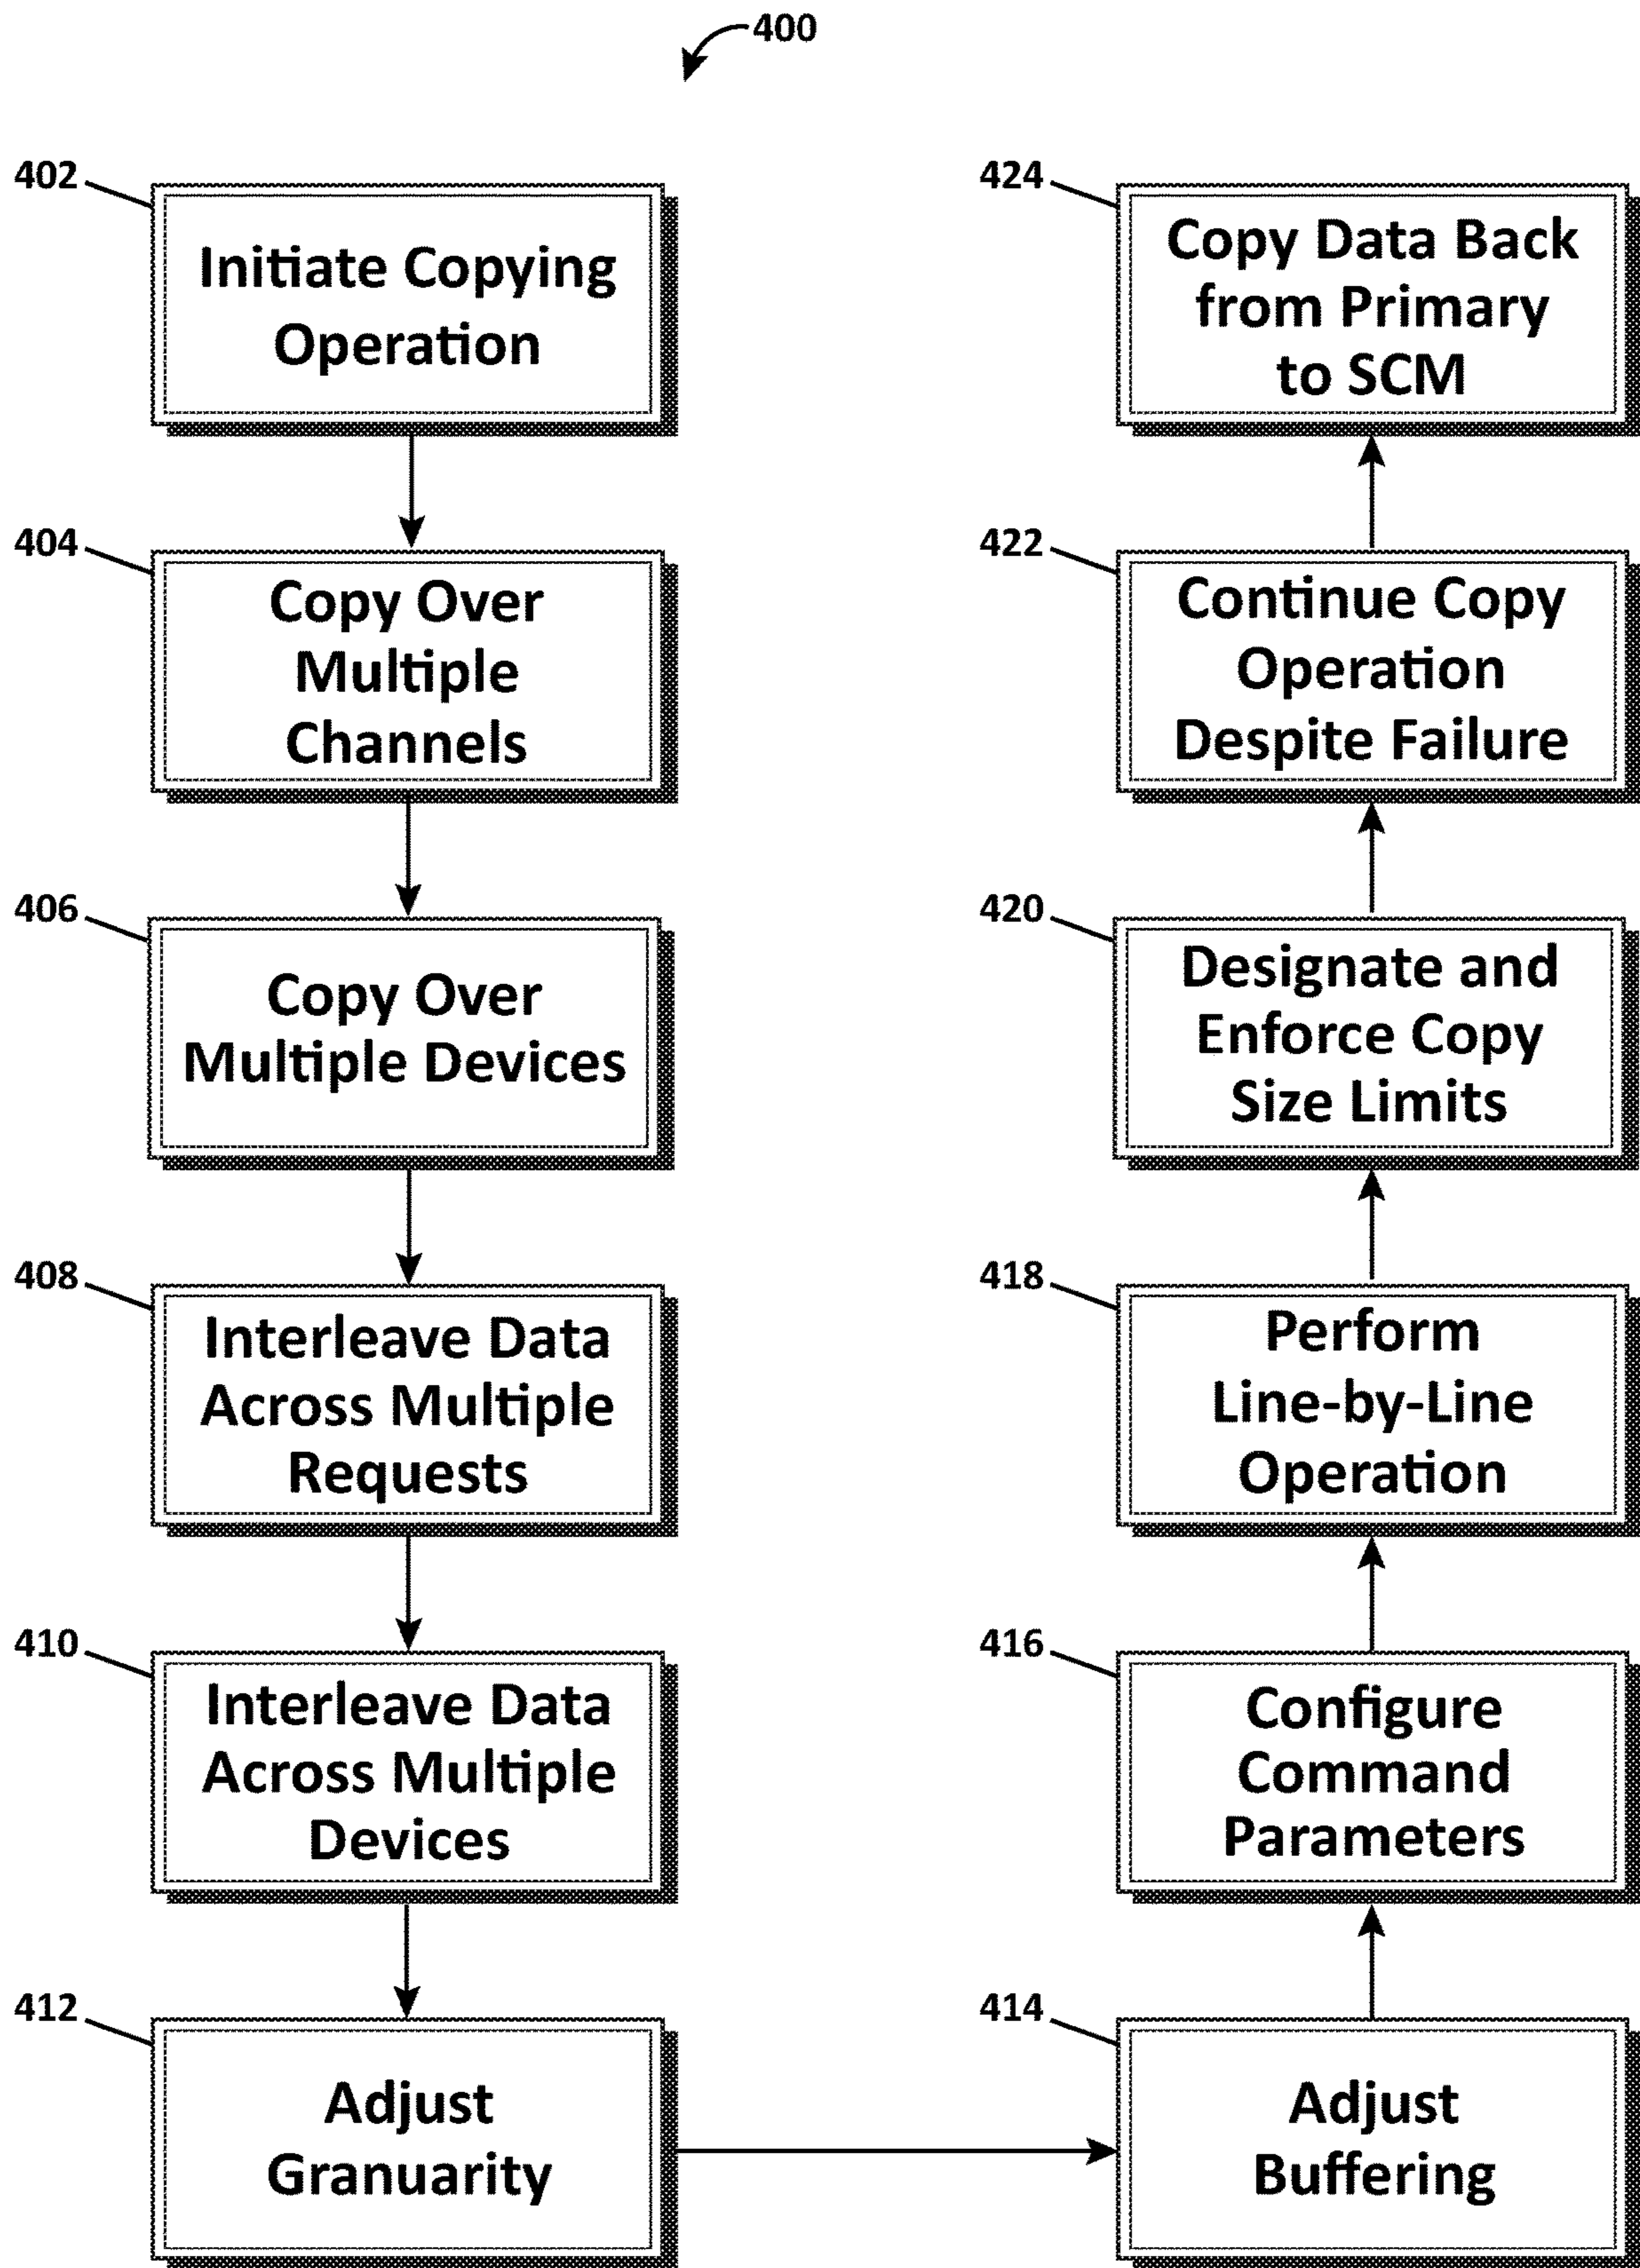 400
402
Initiate Copying
Operation
404
Copy Over
Multiple
Channels
406
Copy Over
Multiple Devices
408
Interleave Data
Across Multiple
Requests
410
Interleave Data
Across Multiple
Devices
412
Adjust
Granuarity
414
Adjust
Buffering
416
Configure
Command
Parameters
418
Perform
Line-by-Line
Operation
420
Designate and
Enforce Copy
Size Limits
422
Continue Copy
Operation
Despite Failure
424
Copy Data Back
from Primary
to SCM